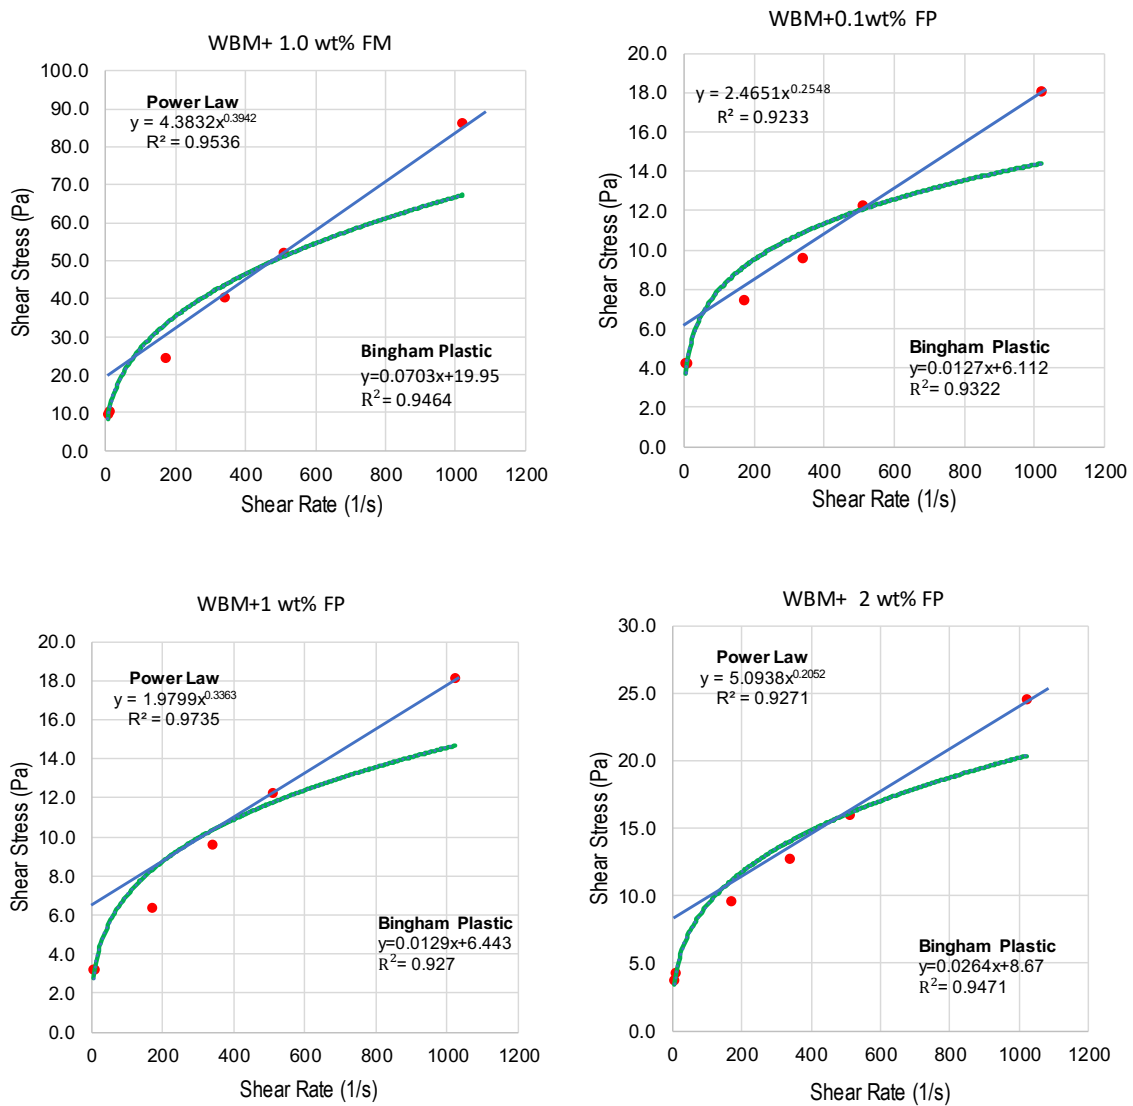 WBM+ 1.0 wt% FM
100.0
90.0
80.0
70.0
60.0
50.0
40.0
30.0
20.0
10.0
0.0
Shear Stress (Pa)
Power Law
y = 4.3832x^0.3942
R² = 0.9536
Bingham Plastic
y=0.0703x+19.95
R² = 0.9464
0 200 400 600 800 1000 1200
Shear Rate (1/s)
WBM+0.1wt% FP
20.0
18.0
16.0
14.0
12.0
10.0
8.0
6.0
4.0
2.0
0.0
Shear Stress (Pa)
y = 2.4651x^0.2548
R² = 0.9233
Bingham Plastic
y=0.0127x+6.112
R² = 0.9322
0 200 400 600 800 1000 1200
Shear Rate (1/s)
WBM+1 wt% FP
20.0
18.0
16.0
14.0
12.0
10.0
8.0
6.0
4.0
2.0
0.0
Shear Stress (Pa)
Power Law
y = 1.9799x^0.3363
R² = 0.9735
Bingham Plastic
y=0.0129x+6.443
R² = 0.927
0 200 400 600 800 1000 1200
Shear Rate (1/s)
WBM+ 2 wt% FP
30.0
25.0
20.0
15.0
10.0
5.0
0.0
Shear Stress (Pa)
Power Law
y = 5.0938x^0.2052
R² = 0.9271
Bingham Plastic
y=0.0264x+8.67
R² = 0.9471
0 200 400 600 800 1000 1200
Shear Rate (1/s)